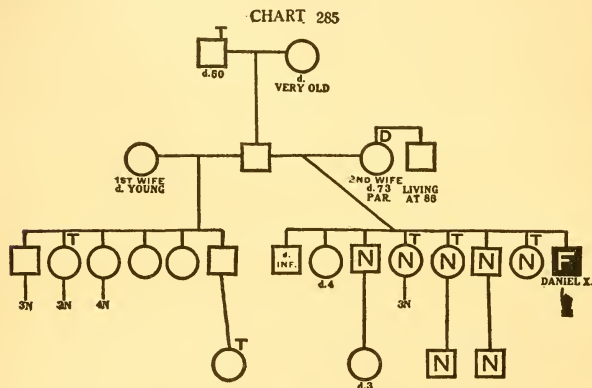 CHART 285
T
d.50
d.
VERY OLD
D
1ST WIFE
d. YOUNG
2ND WIFE
d.73
PAR.
LIVING
AT 88
T
d.
INF.
d.4
N
N T
N T
N
N T
F
3N
2N
4N
3N
DANIEL X.
T
d.3
N
N